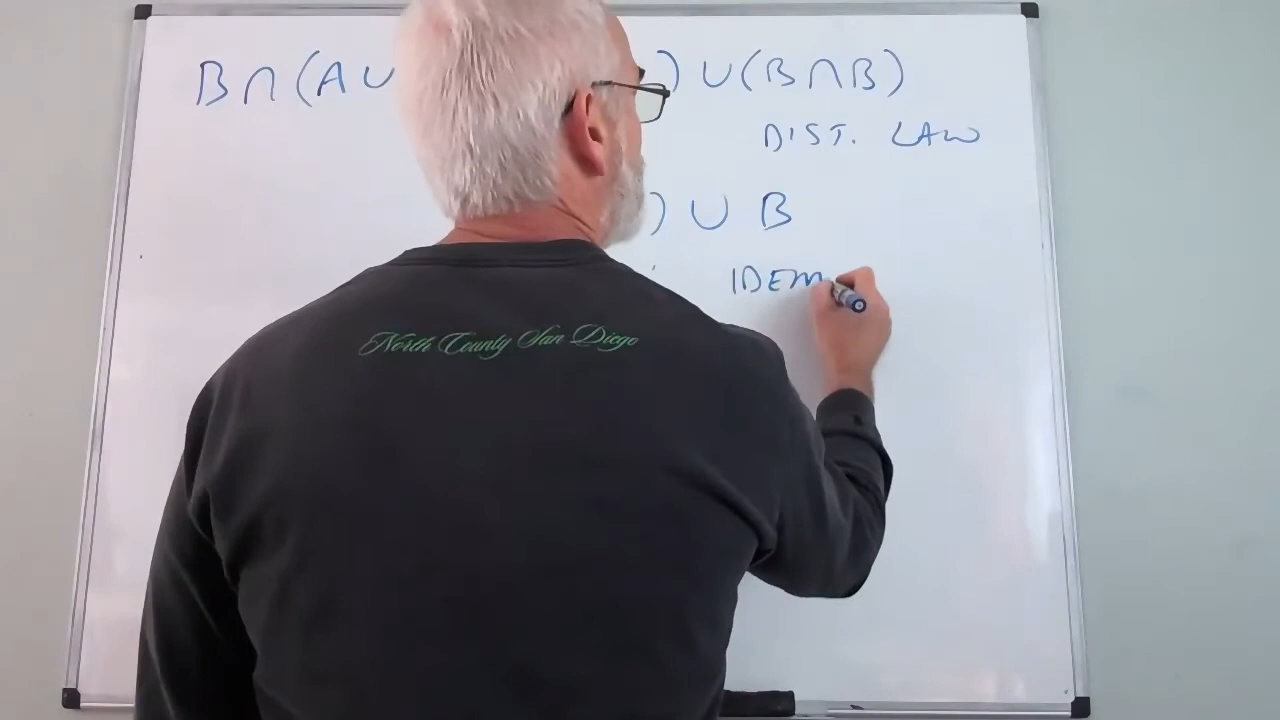 B∩(A∪ )∪(B∩B)
DIST. LAW
)∪ B
IDEM
North County San Diego